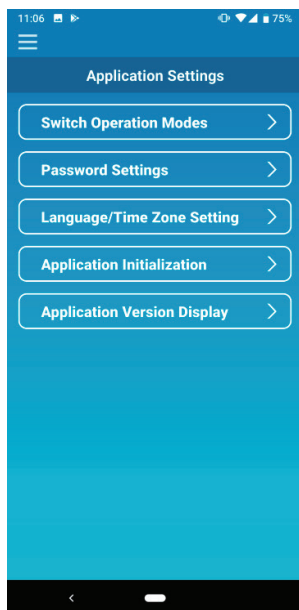 11:06 75%
Application Settings
Switch Operation Modes
Password Settings
Language/Time Zone Setting
Application Initialization
Application Version Display